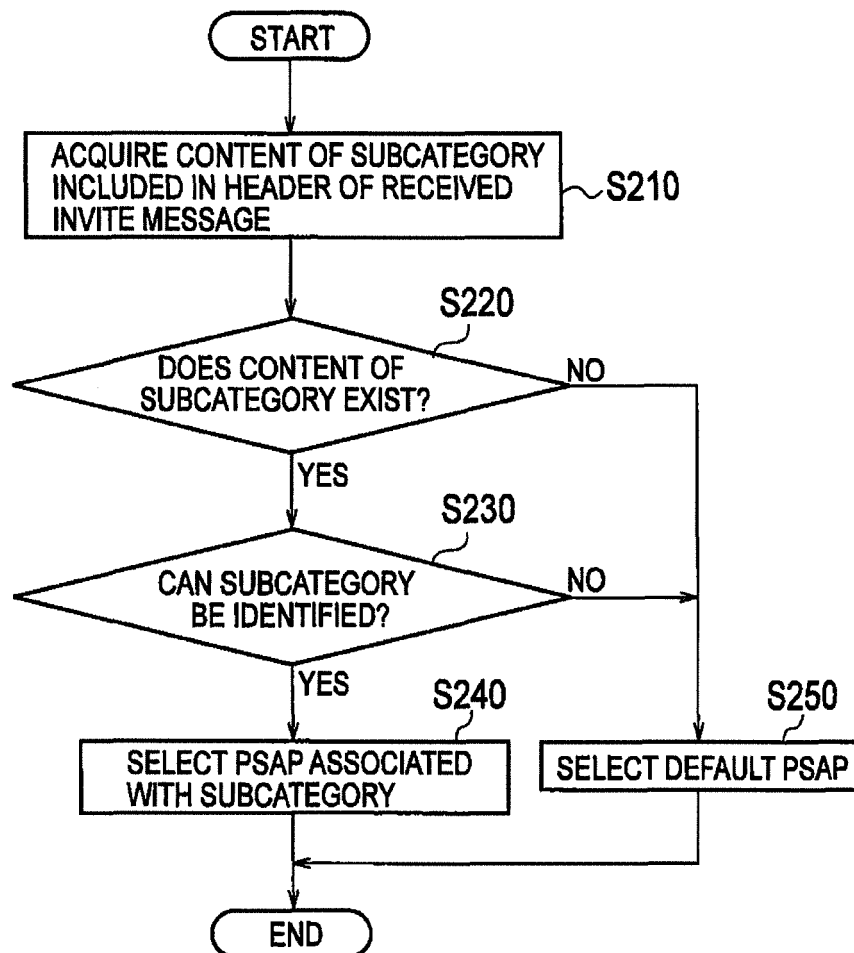 START
ACQUIRE CONTENT OF SUBCATEGORY
INCLUDED IN HEADER OF RECEIVED
INVITE MESSAGE
S210
S220
DOES CONTENT OF
SUBCATEGORY EXIST?
NO
YES
S230
CAN SUBCATEGORY
BE IDENTIFIED?
NO
YES
S240
SELECT PSAP ASSOCIATED
WITH SUBCATEGORY
S250
SELECT DEFAULT PSAP
END